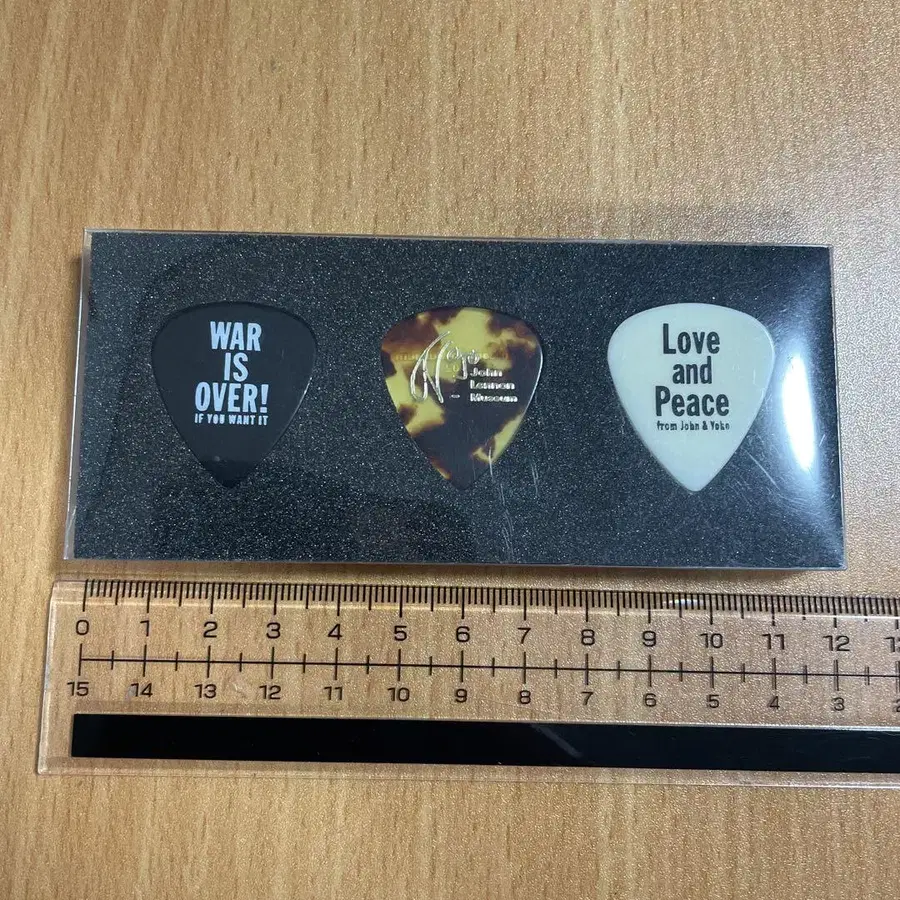 WAR
IS
OVER!
IF YOU WANT IT
John
Lennon
Museum
Love
and
Peace
from John & Yoko
0 1 2 3 4 5 6 7 8 9 10 11 12
15 14 13 12 11 10 9 8 7 6 5 4 3 2